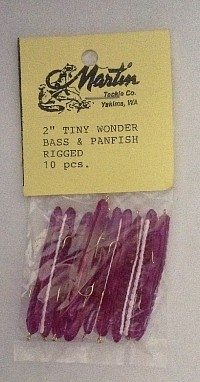 Martin
Tackle Co.
Yakima, WA
2" TINY WONDER
BASS & PANFISH
RIGGED
10 pcs.